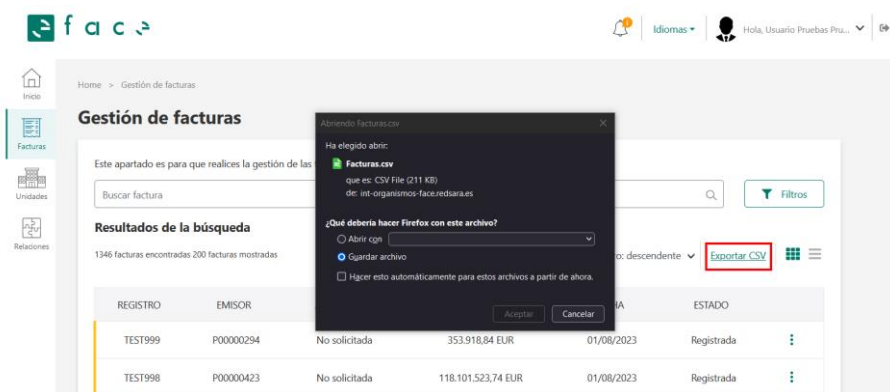 face
Idiomas
Hola, Usuario Pruebas Pru...
Inicio
Facturas
Unidades
Relaciones
Home > Gestión de facturas
Gestión de facturas
Este apartado es para que realices la gestión de las
Buscar factura
Filtros
Resultados de la búsqueda
1346 facturas encontradas 200 facturas mostradas
ro: descendente
Exportar CSV
Abriendo Facturas.csv
Ha elegido abrir:
Facturas.csv
que es: CSV File (211 KB)
de: int-organismos-face.redsara.es
¿Qué debería hacer Firefox con este archivo?
Abrir con
Guardar archivo
Hacer esto automáticamente para estos archivos a partir de ahora.
Aceptar Cancelar
REGISTRO EMISOR HA ESTADO
TEST999 P00000294 No solicitada 353.918,84 EUR 01/08/2023 Registrada
TEST998 P00000423 No solicitada 118.101.523,74 EUR 01/08/2023 Registrada